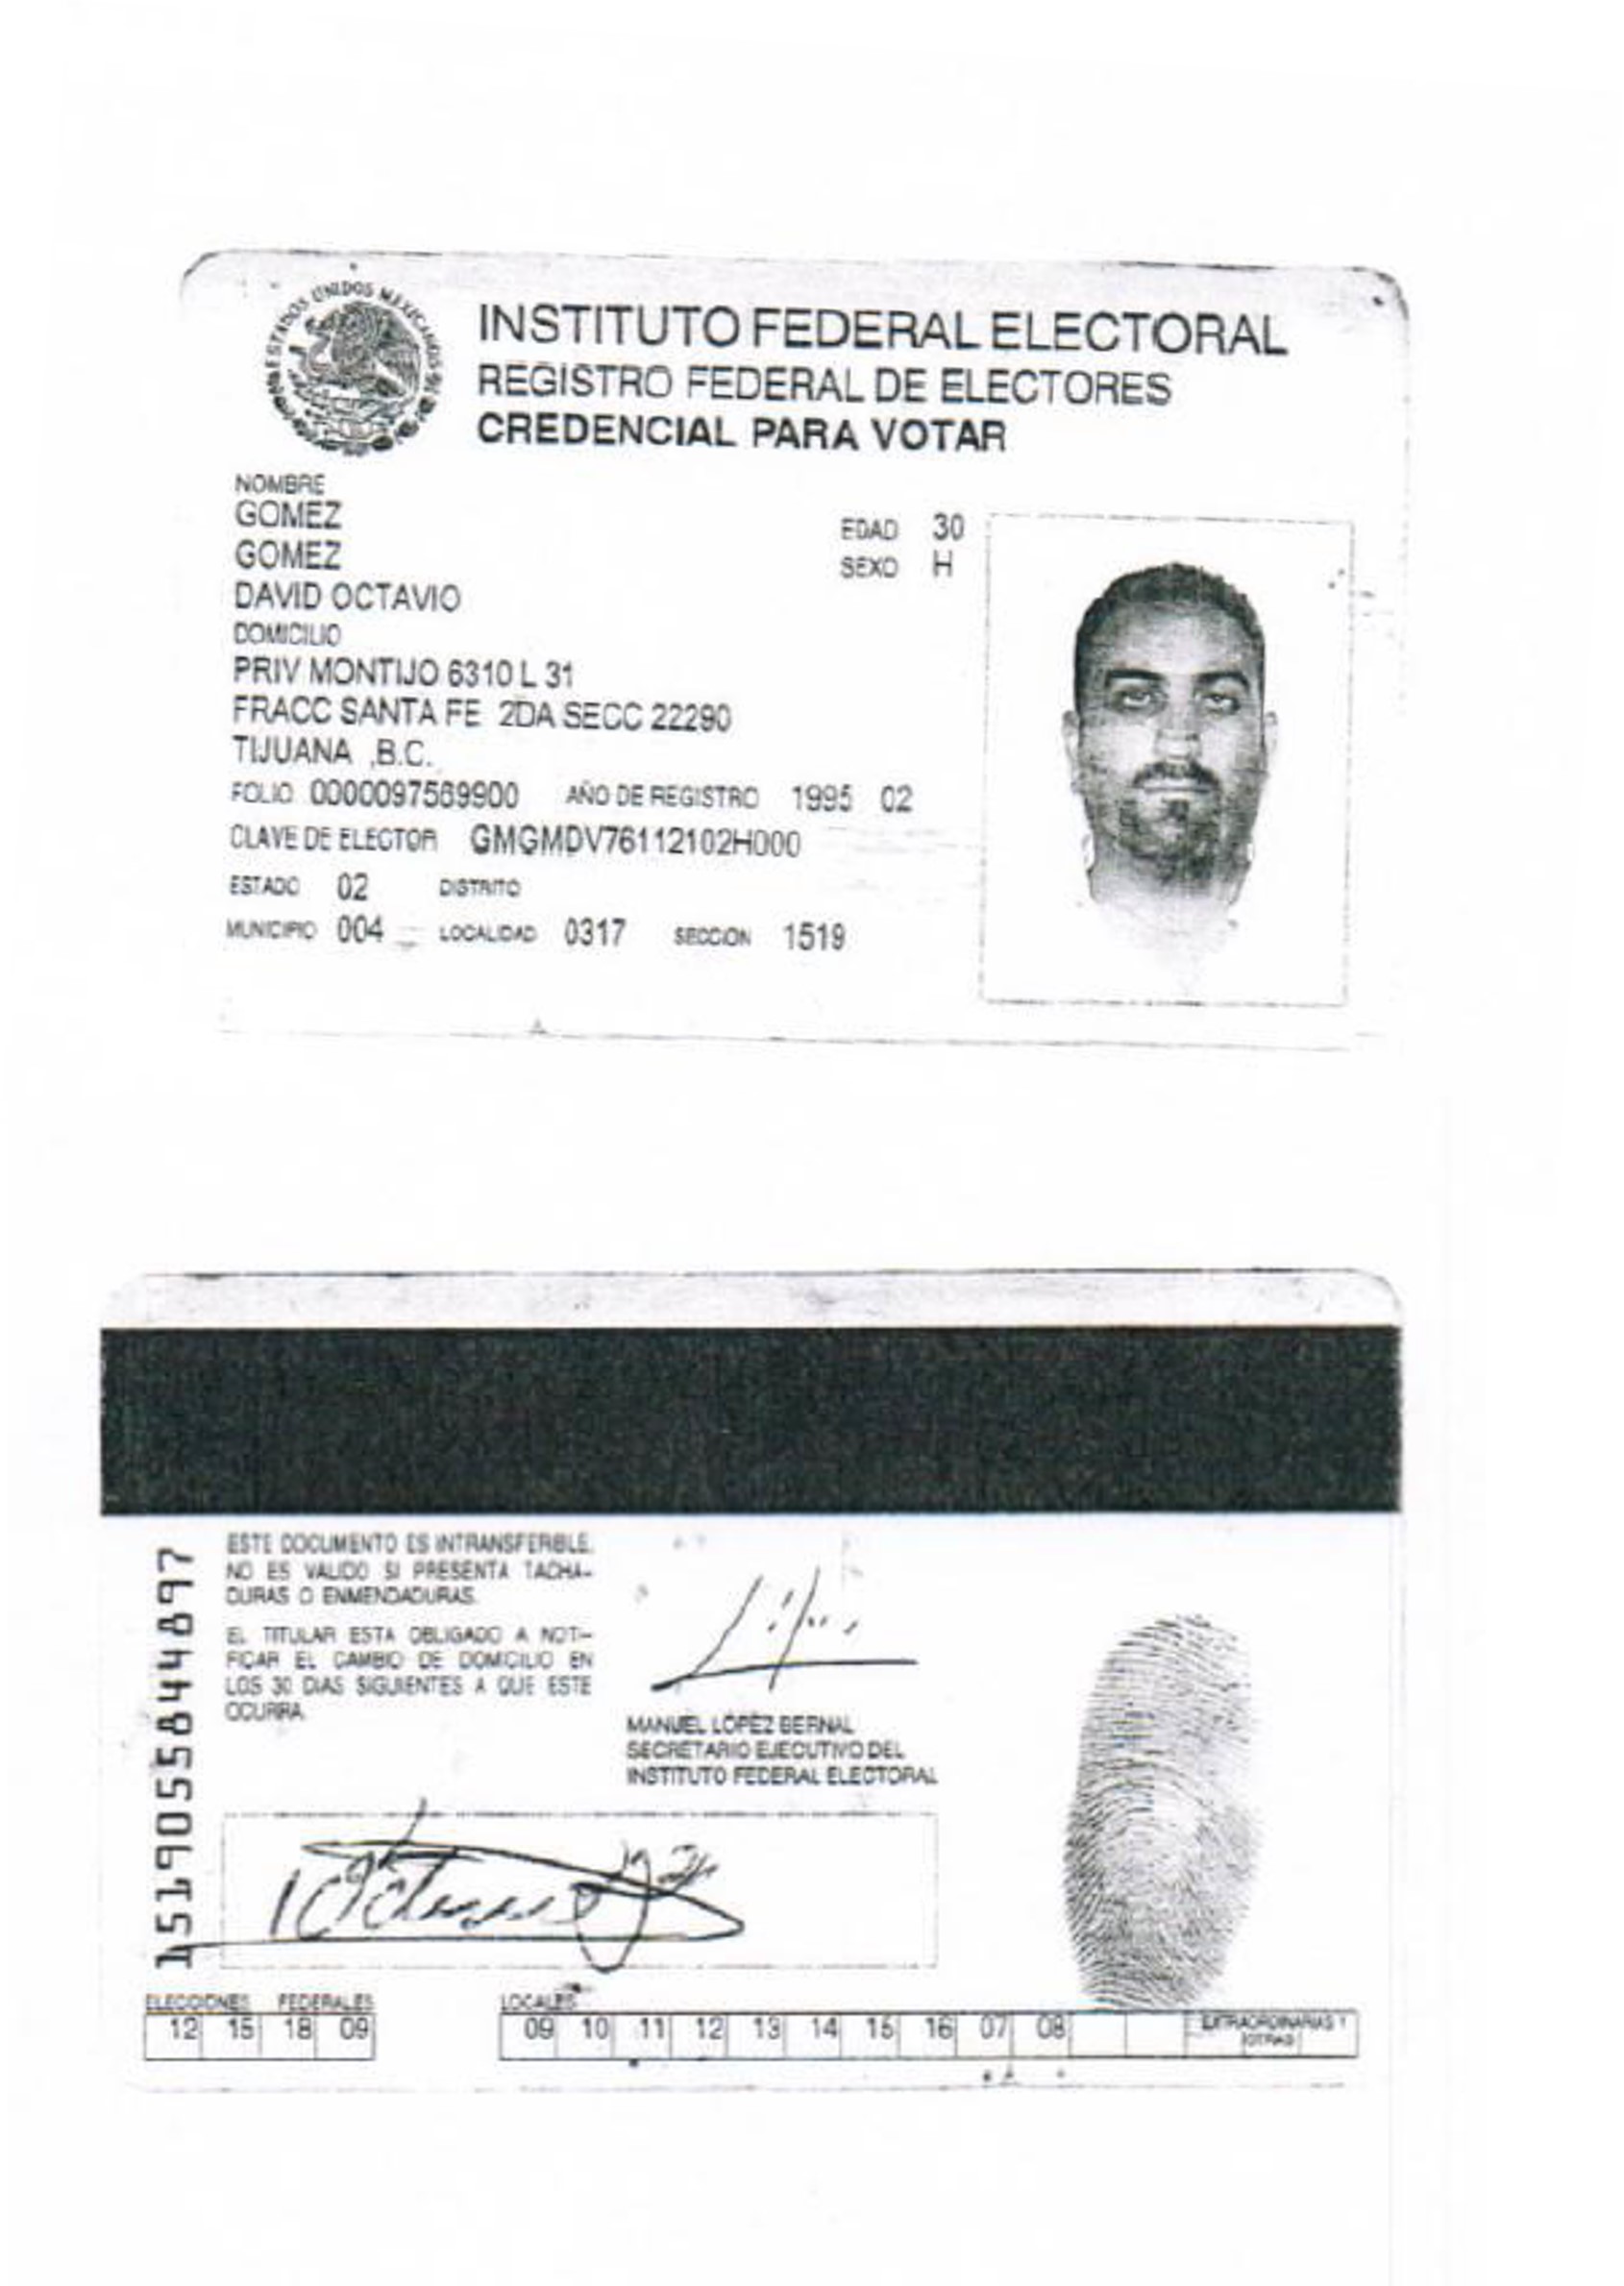 ESTADOS UNIDOS MEXICANOS
INSTITUTO FEDERAL ELECTORAL
REGISTRO FEDERAL DE ELECTORES
CREDENCIAL PARA VOTAR
NOMBRE
GOMEZ
GOMEZ
DAVID OCTAVIO
EDAD 30
SEXO H
DOMICILIO
PRIV MONTIJO 6310 L 31
FRACC SANTA FE 2DA SECC 22290
TIJUANA ,B.C.
FOLIO 0000097569900 AÑO DE REGISTRO 1995 02
CLAVE DE ELECTOR GMGMDV76112102H000
ESTADO 02 DISTRITO
MUNICIPIO 004 LOCALIDAD 0317 SECCION 1519
1519055844897
ESTE DOCUMENTO ES INTRANSFERIBLE.
NO ES VALIDO SI PRESENTA TACHA-
DURAS O ENMENDADURAS.
EL TITULAR ESTA OBLIGADO A NOTI-
FICAR EL CAMBIO DE DOMICILIO EN
LOS 30 DIAS SIGUIENTES A QUE ESTE
OCURRA
MANUEL LÓPEZ BERNAL
SECRETARIO EJECUTIVO DEL
INSTITUTO FEDERAL ELECTORAL
ELECCIONES FEDERALES LOCALES
12 15 18 09 09 10 11 12 13 14 15 16 07 08 EXTRAORDINARIAS Y
OTRAS